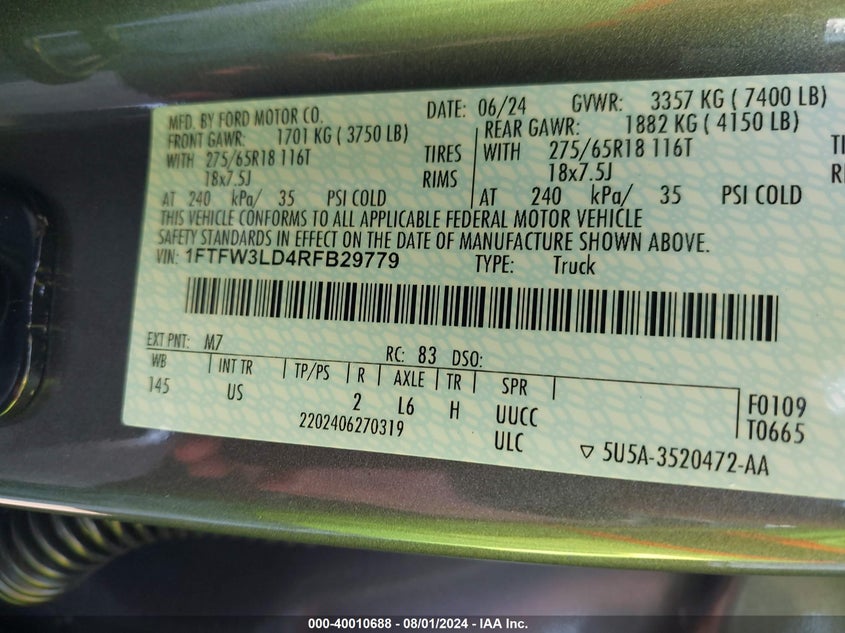 MFD. BY FORD MOTOR CO. DATE: 06/24 GVWR: 3357 KG ( 7400 LB)
FRONT GAWR: 1701 KG ( 3750 LB) REAR GAWR: 1882 KG ( 4150 LB)
WITH 275/65R18 116T TIRES WITH 275/65R18 116T
18x7.5J RIMS 18x7.5J
AT 240 kPa/ 35 PSI COLD AT 240 kPa/ 35 PSI COLD
THIS VEHICLE CONFORMS TO ALL APPLICABLE FEDERAL MOTOR VEHICLE
SAFETY STANDARDS IN EFFECT ON THE DATE OF MANUFACTURE SHOWN ABOVE.
VIN: 1FTFW3LD4RFB29779 TYPE: Truck
EXT PNT: M7 RC: 83 DSO:
WB INT TR TP/PS R AXLE TR SPR
145 US 2 L6 H UUCC F0109
2202406270319 ULC T0665
5U5A-3520472-AA
000-40010688 - 08/01/2024 - IAA Inc.